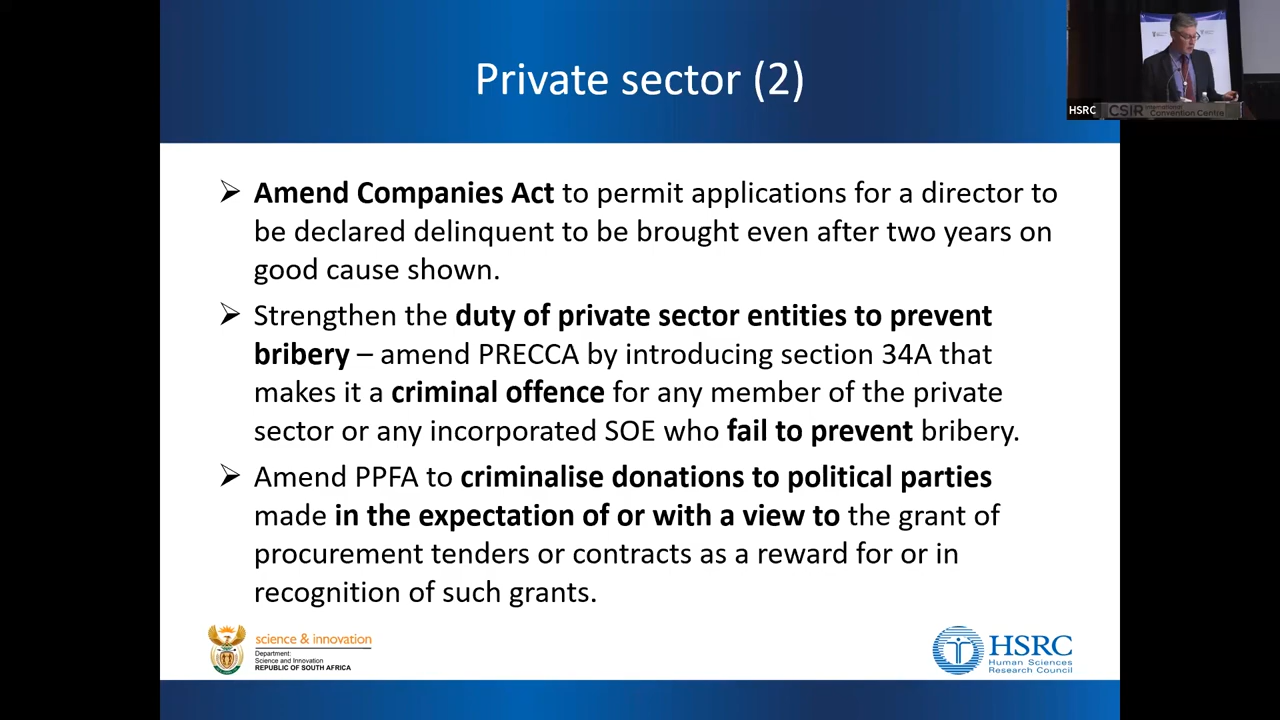 Private sector (2)
HSRC
CSIR International
Convention Centre
➢ Amend Companies Act to permit applications for a director to
be declared delinquent to be brought even after two years on
good cause shown.
➢ Strengthen the duty of private sector entities to prevent
bribery – amend PRECCA by introducing section 34A that
makes it a criminal offence for any member of the private
sector or any incorporated SOE who fail to prevent bribery.
➢ Amend PPFA to criminalise donations to political parties
made in the expectation of or with a view to the grant of
procurement tenders or contracts as a reward for or in
recognition of such grants.
science & innovation
Department:
Science and Innovation
REPUBLIC OF SOUTH AFRICA
HSRC
Human Sciences
Research Council